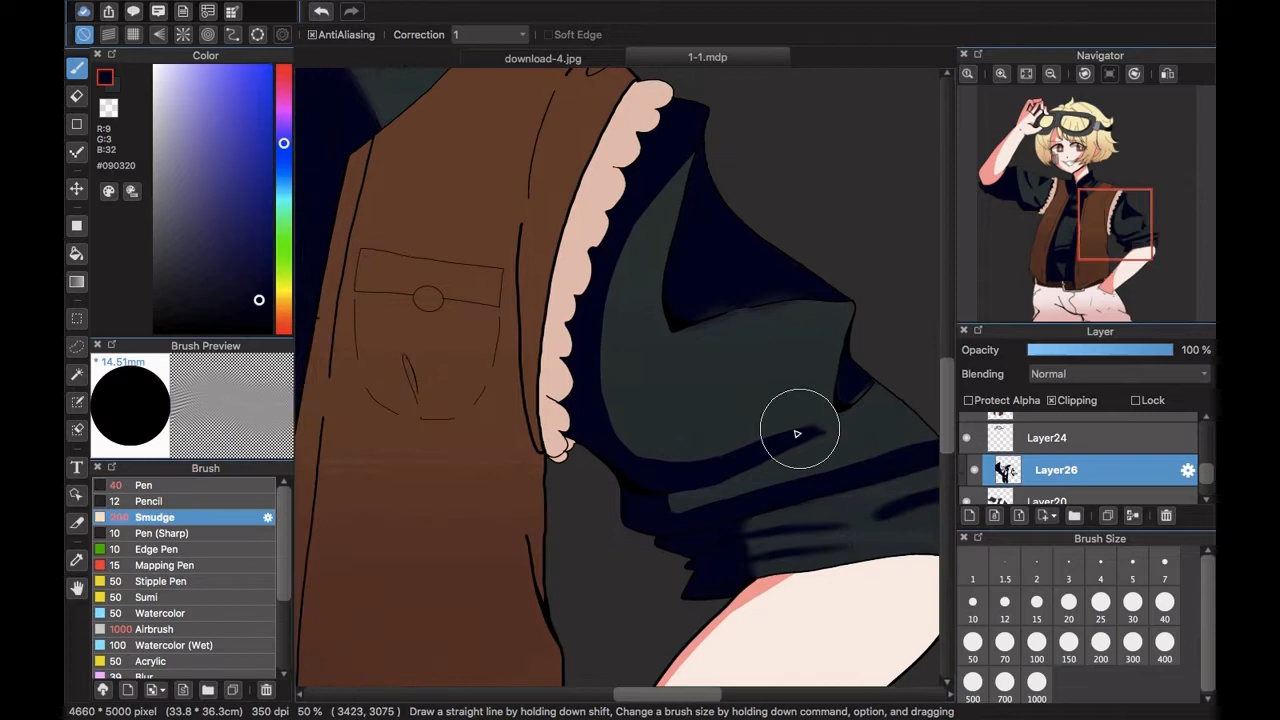 AntiAliasing
Correction
1
Soft Edge
download-4.jpg
1-1.mdp
Color
R:9
G:3
B:32
#090320
Brush Preview
* 14.51mm
Brush
40 Pen
12 Pencil
200 Smudge
10 Pen (Sharp)
10 Edge Pen
15 Mapping Pen
50 Stipple Pen
50 Sumi
50 Watercolor
1000 Airbrush
100 Watercolor (Wet)
50 Acrylic
39 Blur
Navigator
Layer
Opacity
100 %
Blending
Normal
Protect Alpha
Clipping
Lock
Layer24
Layer26
Layer20
Brush Size
1 1.5 2 3 4 5 7
10 12 15 20 25 30 40
50 70 100 150 200 300 400
500 700 1000
4660 * 5000 pixel (33.8 * 36.3cm) 350 dpi 50 % ( 3423, 3075 ) Draw a straight line by holding down shift, Change a brush size by holding down command, option, and dragging